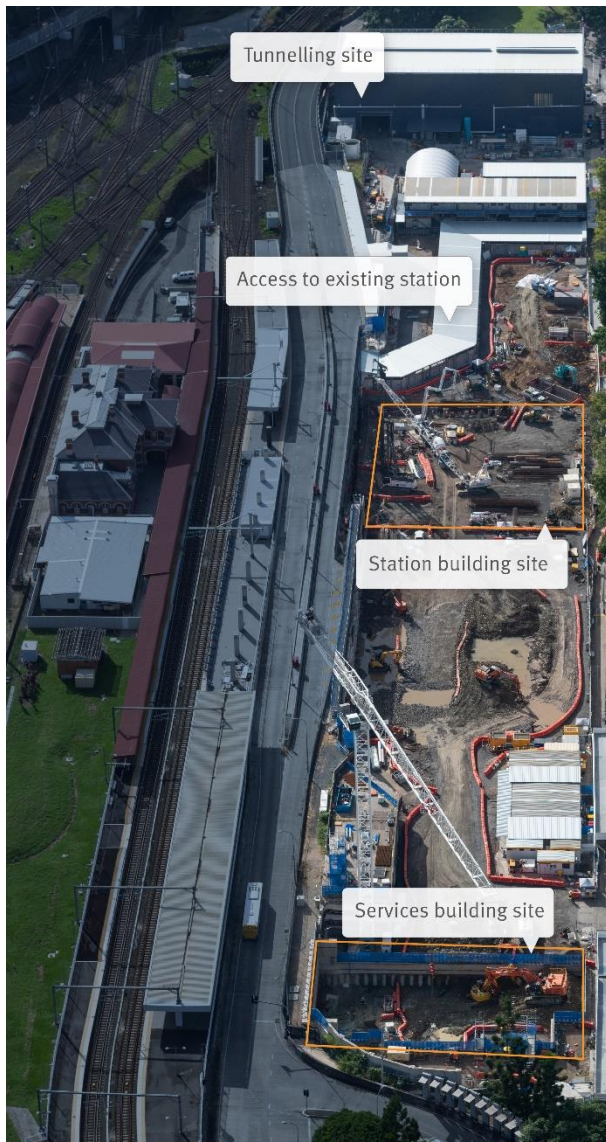 Tunnelling site
Access to existing station
Station building site
Services building site